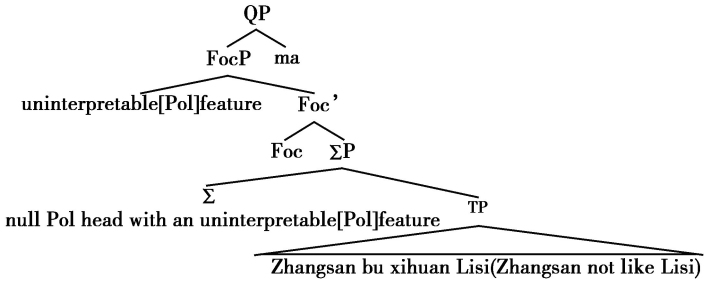 QP
FocP ma
uninterpretable[Pol]feature Foc’
Foc ΣP
Σ TP
null Pol head with an uninterpretable[Pol]feature
Zhangsan bu xihuan Lisi(Zhangsan not like Lisi)